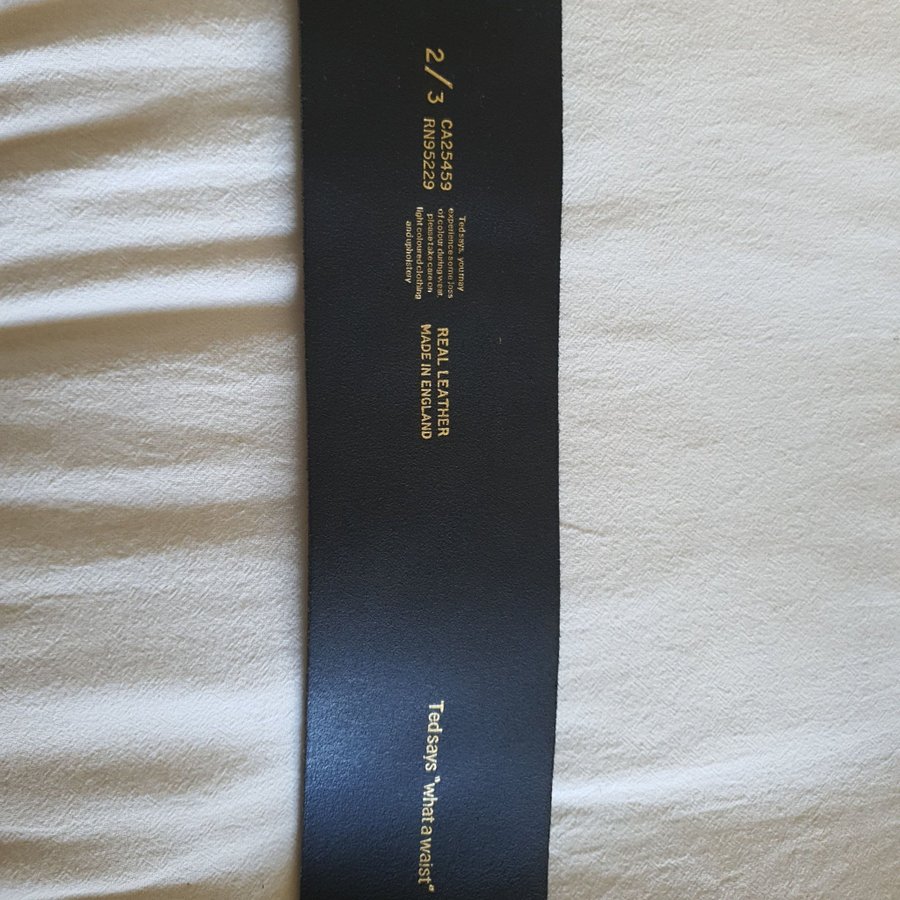 2/3
CA25459
RN95229
Ted says, you may
experience some loss
of colour during wear,
please take care on
light coloured clothing
and upholstery
REAL LEATHER
MADE IN ENGLAND
Ted says "what a waist"